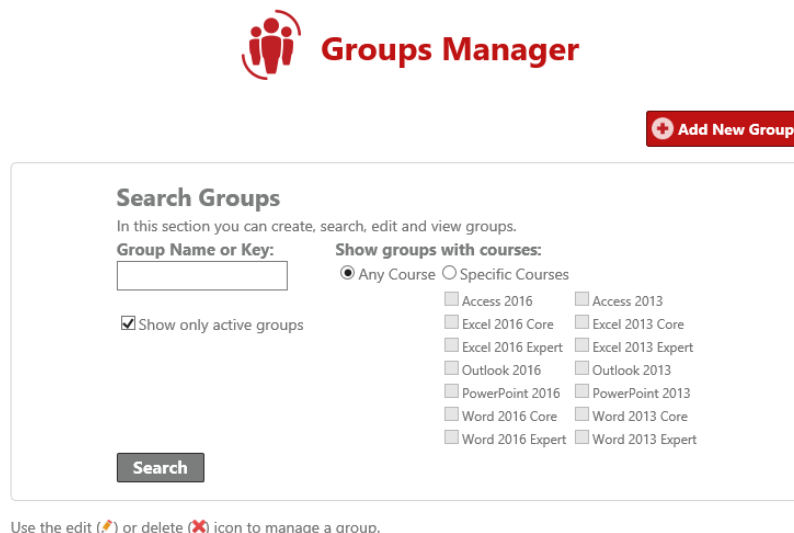 Groups Manager
Add New Group
Search Groups
In this section you can create, search, edit and view groups.
Group Name or Key: Show groups with courses:
Any Course Specific Courses
Access 2016 Access 2013
Show only active groups Excel 2016 Core Excel 2013 Core
Excel 2016 Expert Excel 2013 Expert
Outlook 2016 Outlook 2013
PowerPoint 2016 PowerPoint 2013
Word 2016 Core Word 2013 Core
Word 2016 Expert Word 2013 Expert
Search
Use the edit () or delete () icon to manage a group.